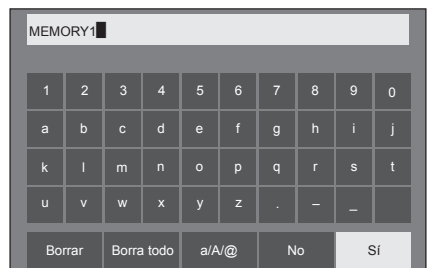 MEMORY1
1 2 3 4 5 6 7 8 9 0
a b c d e f g h i j
k l m n o p q r s t
u v w x y z . – _
Borrar Borra todo a/A/@ No Sí